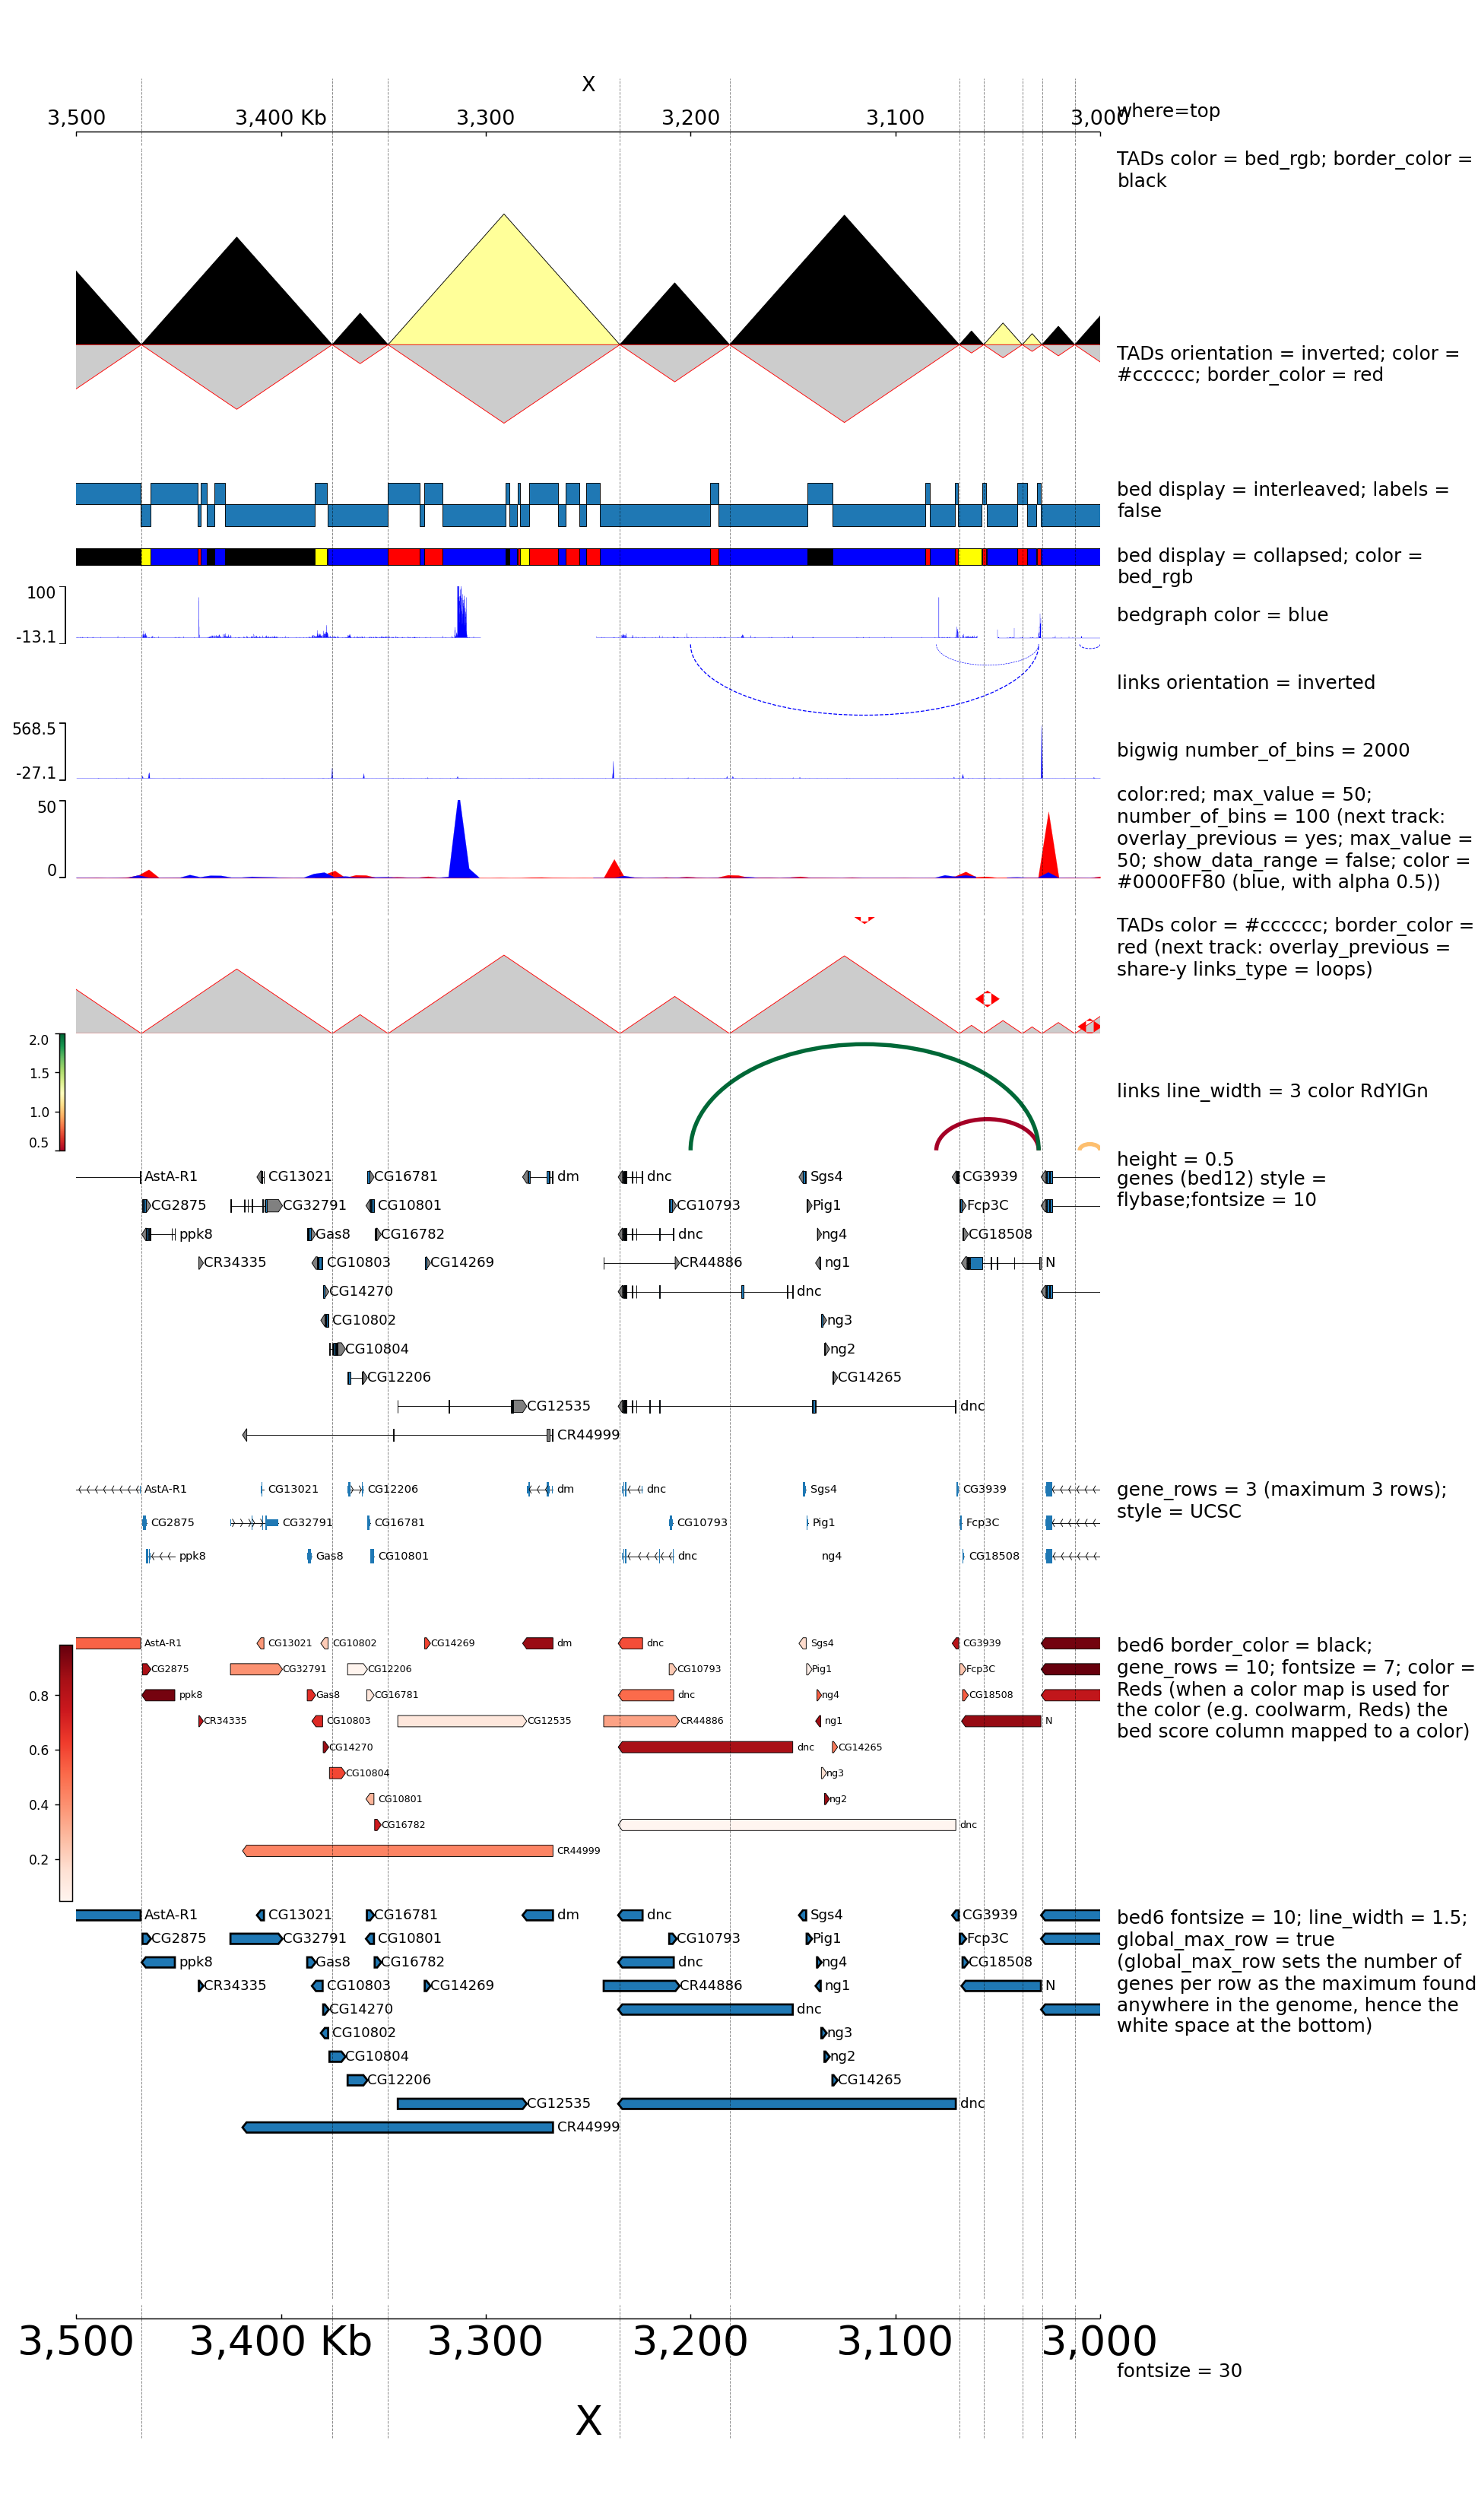 X
3,500 3,400 Kb 3,300 3,200 3,100 3,000
where=top
TADs color = bed_rgb; border_color =
black
TADs orientation = inverted; color =
#cccccc; border_color = red
bed display = interleaved; labels =
false
bed display = collapsed; color =
bed_rgb
100
-13.1
bedgraph color = blue
links orientation = inverted
568.5
-27.1
bigwig number_of_bins = 2000
50
0
color:red; max_value = 50;
number_of_bins = 100 (next track:
overlay_previous = yes; max_value =
50; show_data_range = false; color =
#0000FF80 (blue, with alpha 0.5))
TADs color = #cccccc; border_color =
red (next track: overlay_previous =
share-y links_type = loops)
2.0
1.5
1.0
0.5
links line_width = 3 color RdYlGn
height = 0.5
genes (bed12) style =
flybase;fontsize = 10
AstA-R1 CG13021 CG16781 dm dnc Sgs4 CG3939
CG2875 CG32791 CG10801 CG10793 Pig1 Fcp3C
ppk8 Gas8 CG16782 dnc ng4 CG18508
CR34335 CG10803 CG14269 CR44886 ng1 N
CG14270 dnc
CG10802 ng3
CG10804 ng2
CG12206 CG14265
CG12535 dnc
CR44999
gene_rows = 3 (maximum 3 rows);
style = UCSC
AstA-R1 CG13021 CG12206 dm dnc Sgs4 CG3939
CG2875 CG32791 CG16781 CG10793 Pig1 Fcp3C
ppk8 Gas8 CG10801 dnc ng4 CG18508
0.8
0.6
0.4
0.2
bed6 border_color = black;
gene_rows = 10; fontsize = 7; color =
Reds (when a color map is used for
the color (e.g. coolwarm, Reds) the
bed score column mapped to a color)
AstA-R1 CG13021 CG10802 CG14269 dm dnc Sgs4 CG3939
CG2875 CG32791 CG12206 CG10793 Pig1 Fcp3C
ppk8 Gas8 CG16781 dnc ng4 CG18508
CR34335 CG10803 CG12535 CR44886 ng1 N
CG14270 dnc CG14265
CG10804 ng3
CG10801 ng2
CG16782 dnc
CR44999
bed6 fontsize = 10; line_width = 1.5;
global_max_row = true
(global_max_row sets the number of
genes per row as the maximum found
anywhere in the genome, hence the
white space at the bottom)
AstA-R1 CG13021 CG16781 dm dnc Sgs4 CG3939
CG2875 CG32791 CG10801 CG10793 Pig1 Fcp3C
ppk8 Gas8 CG16782 dnc ng4 CG18508
CR34335 CG10803 CG14269 CR44886 ng1 N
CG14270 dnc
CG10802 ng3
CG10804 ng2
CG12206 CG14265
CG12535 dnc
CR44999
3,500 3,400 Kb 3,300 3,200 3,100 3,000
fontsize = 30
X